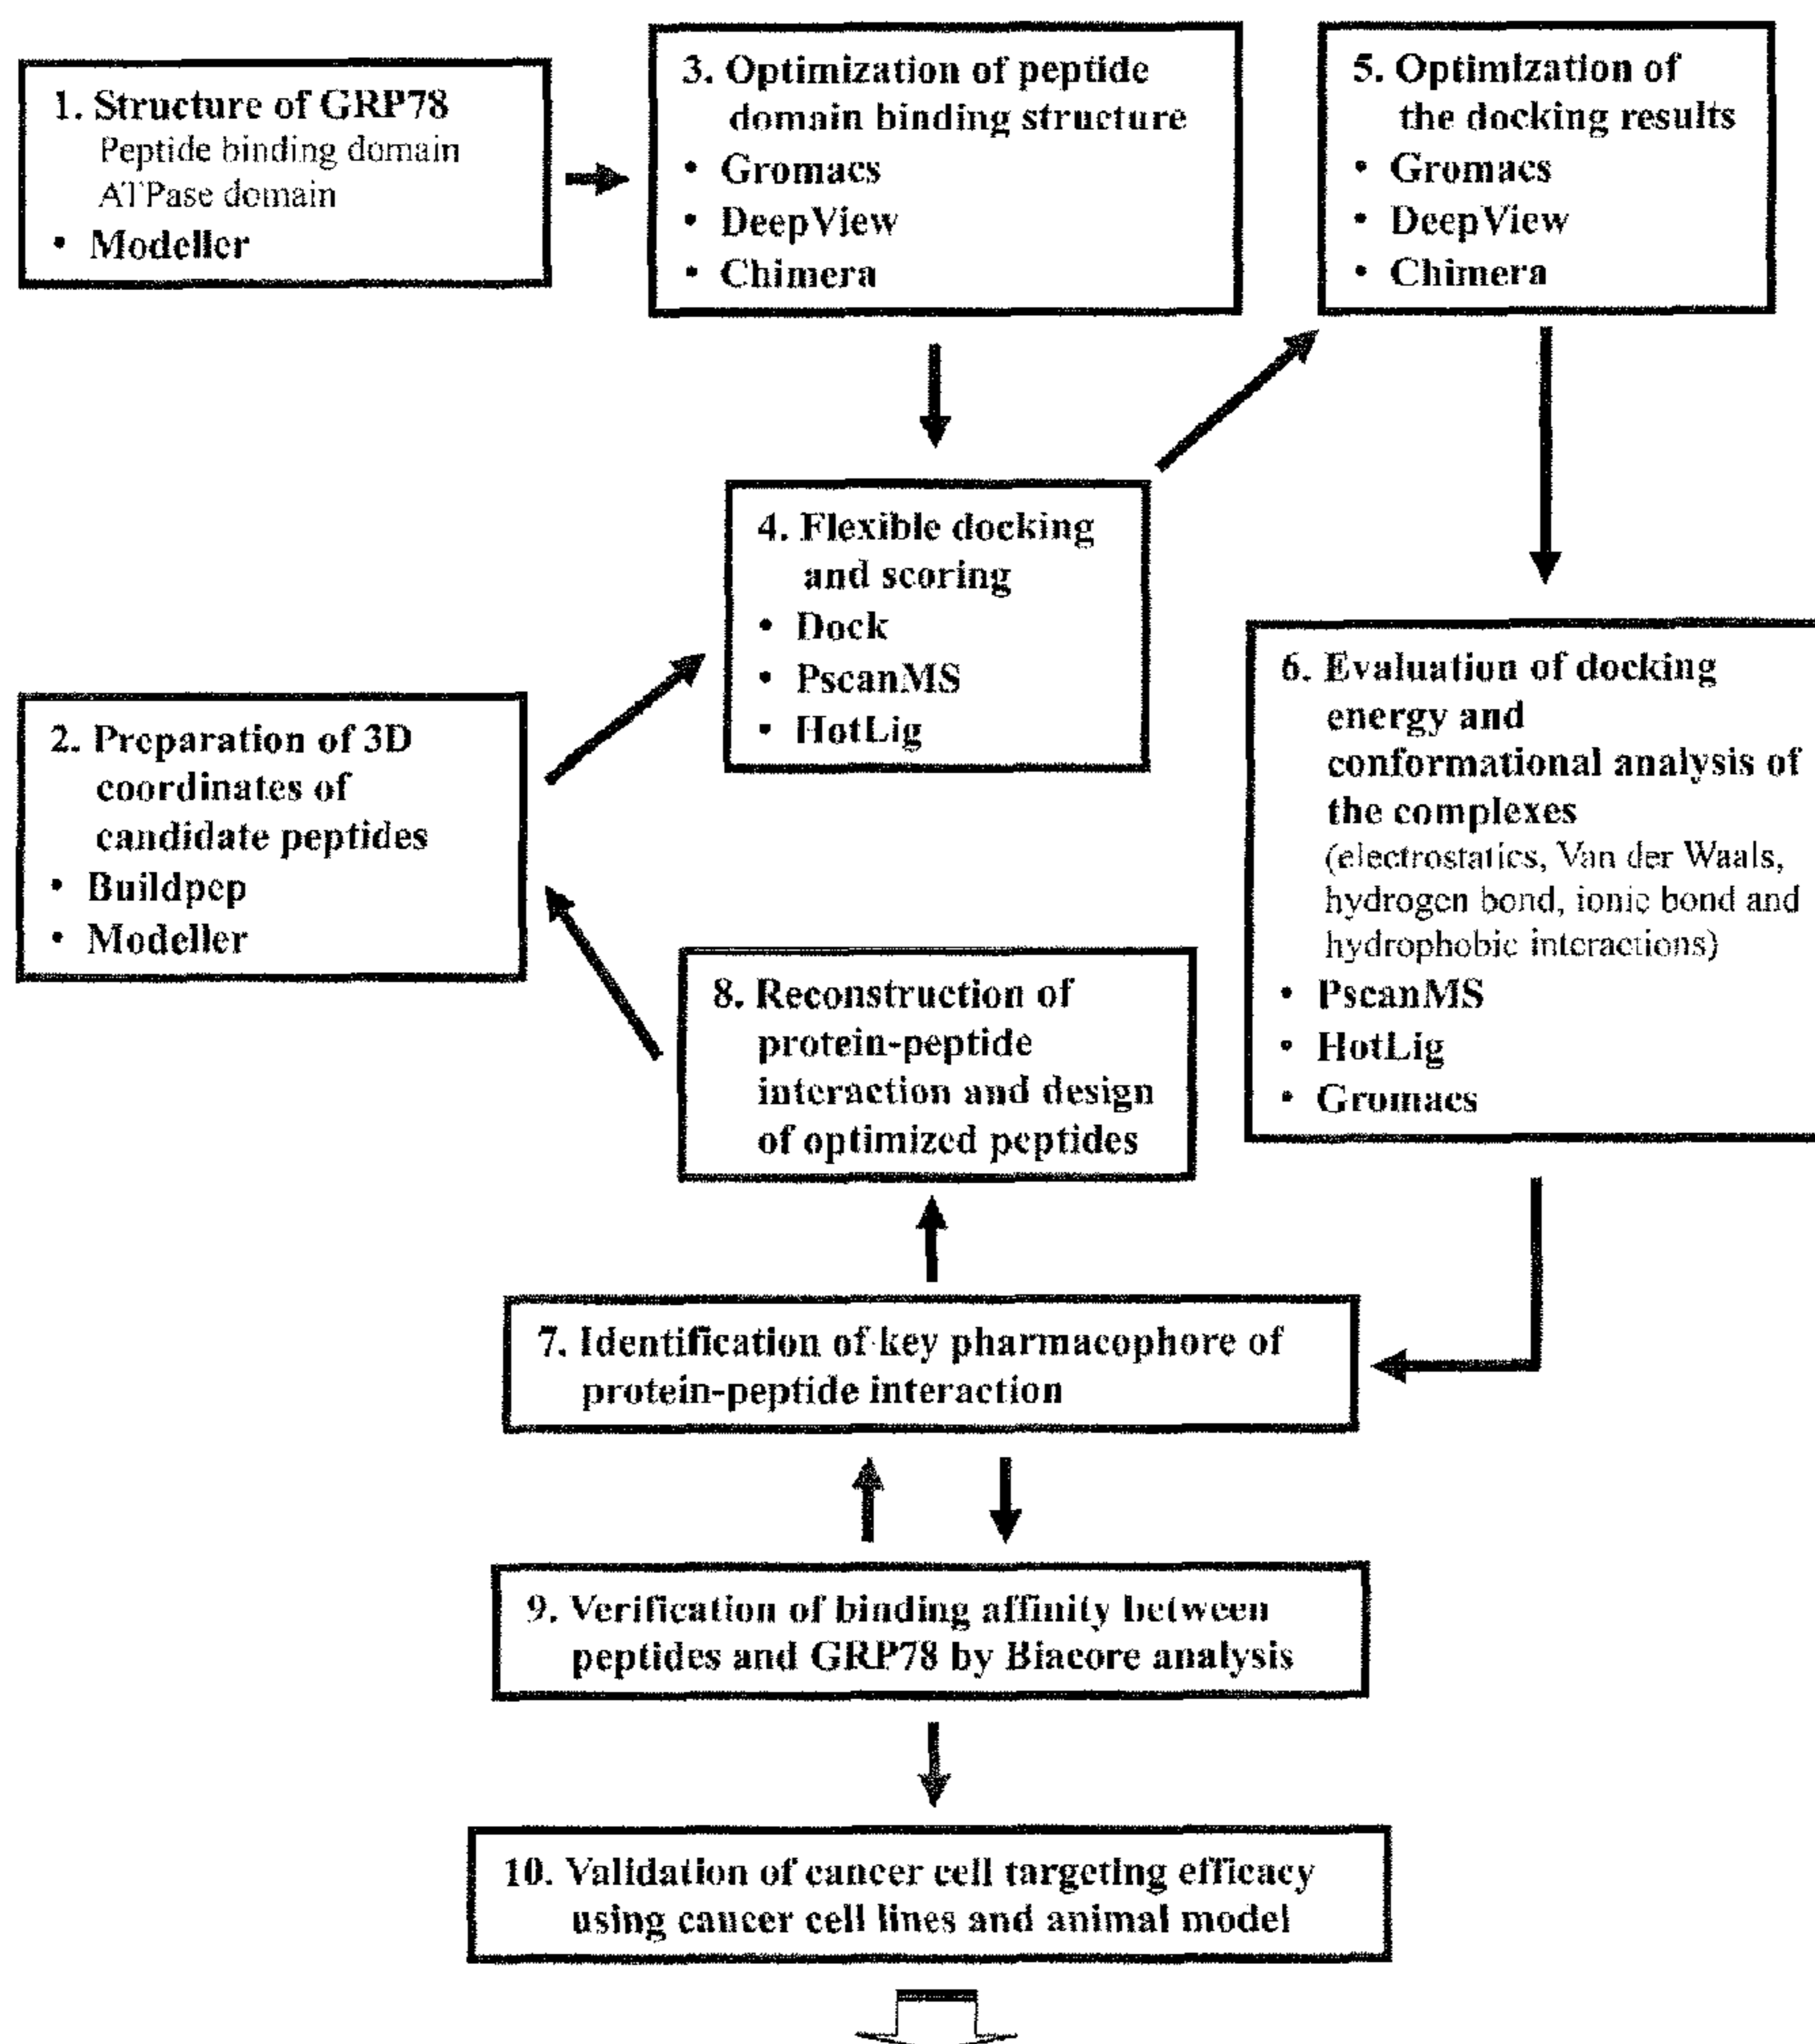 1. Structure of GRP78
Peptide binding domain
ATPase domain
• Modeller
3. Optimization of peptide
domain binding structure
• Gromacs
• DeepView
• Chimera
5. Optimization of
the docking results
• Gromacs
• DeepView
• Chimera
4. Flexible docking
and scoring
• Dock
• PscanMS
• HotLig
2. Preparation of 3D
coordinates of
candidate peptides
• Buildpep
• Modeller
6. Evaluation of docking
energy and
conformational analysis of
the complexes
(electrostatics, Van der Waals,
hydrogen bond, ionic bond and
hydrophobic interactions)
• PscanMS
• HotLig
• Gromacs
8. Reconstruction of
protein-peptide
interaction and design
of optimized peptides
7. Identification of key pharmacophore of
protein-peptide interaction
9. Verification of binding affinity between
peptides and GRP78 by Biacore analysis
10. Validation of cancer cell targeting efficacy
using cancer cell lines and animal model